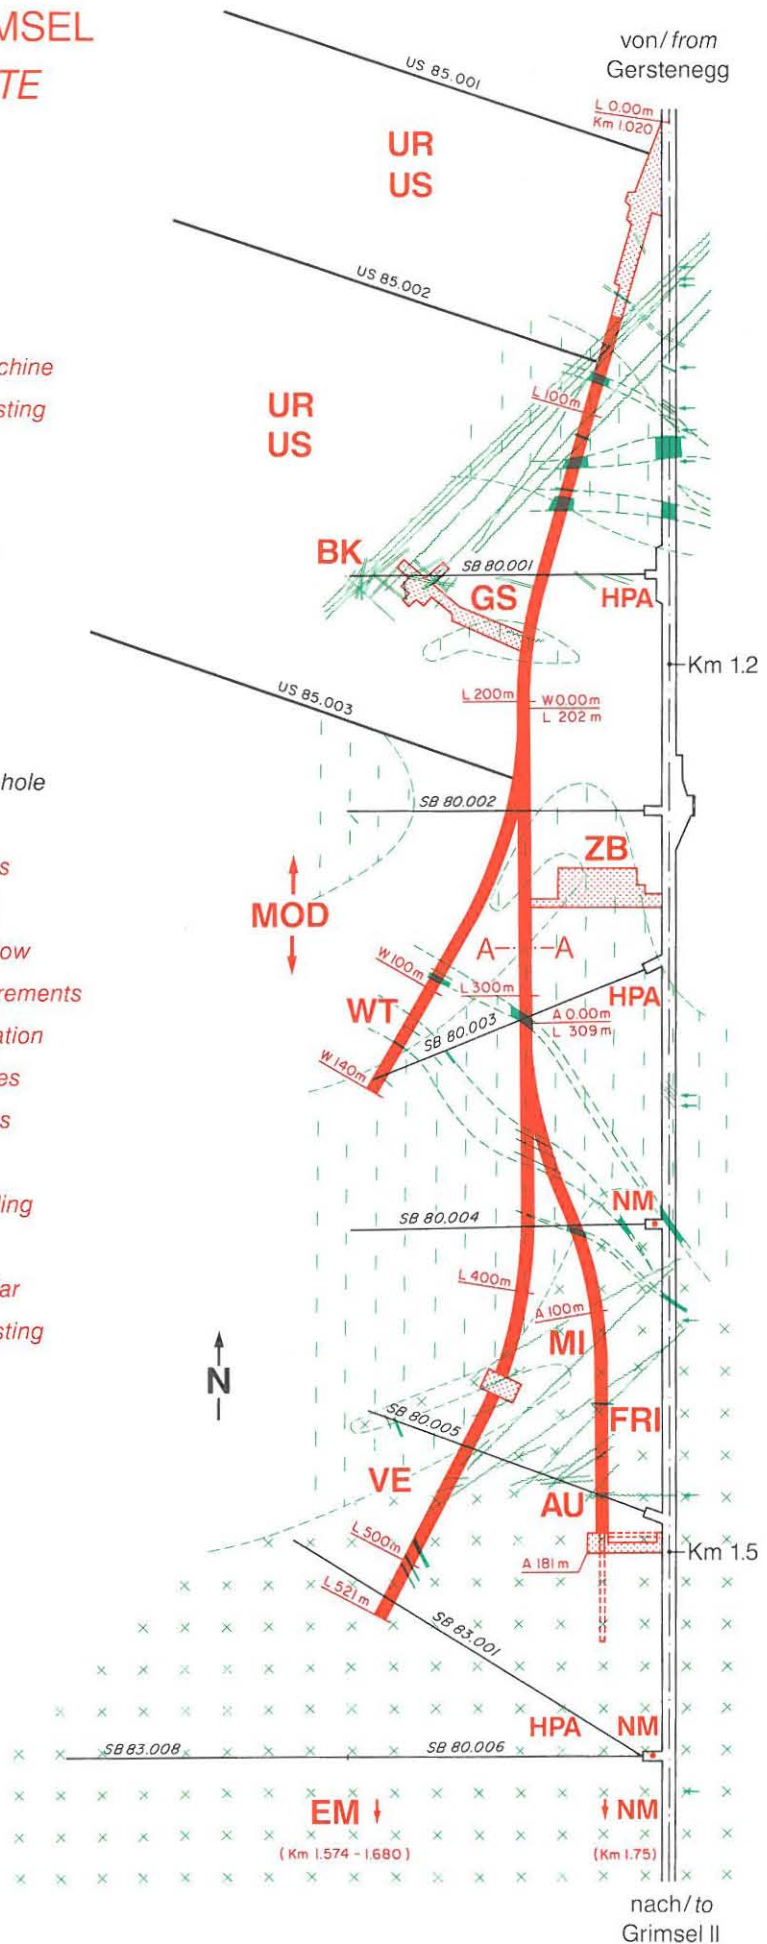 MSEL
TE
von/from
Gerstenegg
US 85.001
L 0.00m
Km 1.020
UR
US
US 85.002
chine
sting
L 100m
UR
US
BK
SB 80.001
GS
HPA
Km 1.2
US 85.003
L 200m
W 0.00m
L 202 m
hole
SB 80.002
ZB
s
MOD
ow
A
A
W 100m
rements
L 300m
HPA
WT
A 0.00m
L 309 m
ation
SB 80.003
W 140m
es
s
ling
NM
SB 80.004
L 400m
ar
A 100m
sting
MI
N
SB 80.005
FRI
VE
AU
L 500m
Km 1.5
A 181 m
L 521 m
SB 83.001
HPA
NM
SB 83.008
SB 80.006
EM
NM
(Km 1.574 - 1.680)
(Km 1.75)
nach/to
Grimsel II